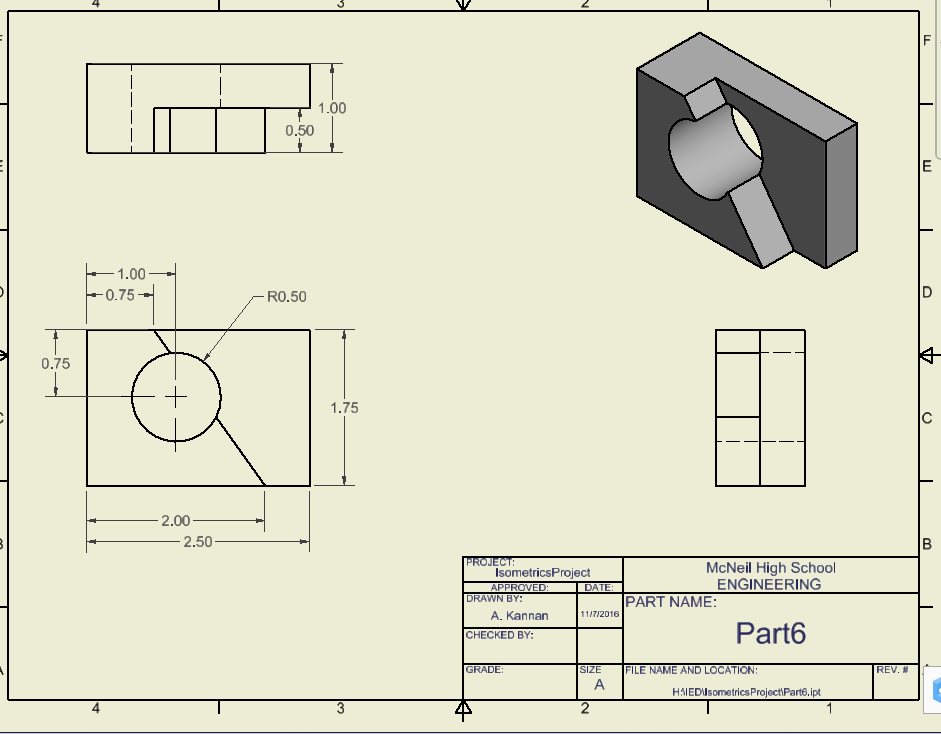 4 3 2 1
F
F
1.00
0.50
E
E
1.00
0.75
R0.50
D
D
0.75
1.75
C
C
2.00
2.50
B
B
PROJECT:
IsometricsProject
McNeil High School
ENGINEERING
APPROVED: DATE:
DRAWN BY:
A. Kannan
11/7/2016
PART NAME:
Part6
CHECKED BY:
GRADE:
SIZE
A
FILE NAME AND LOCATION:
H:\IED\IsometricsProject\Part6.ipt
REV. #
A
4 3 2 1